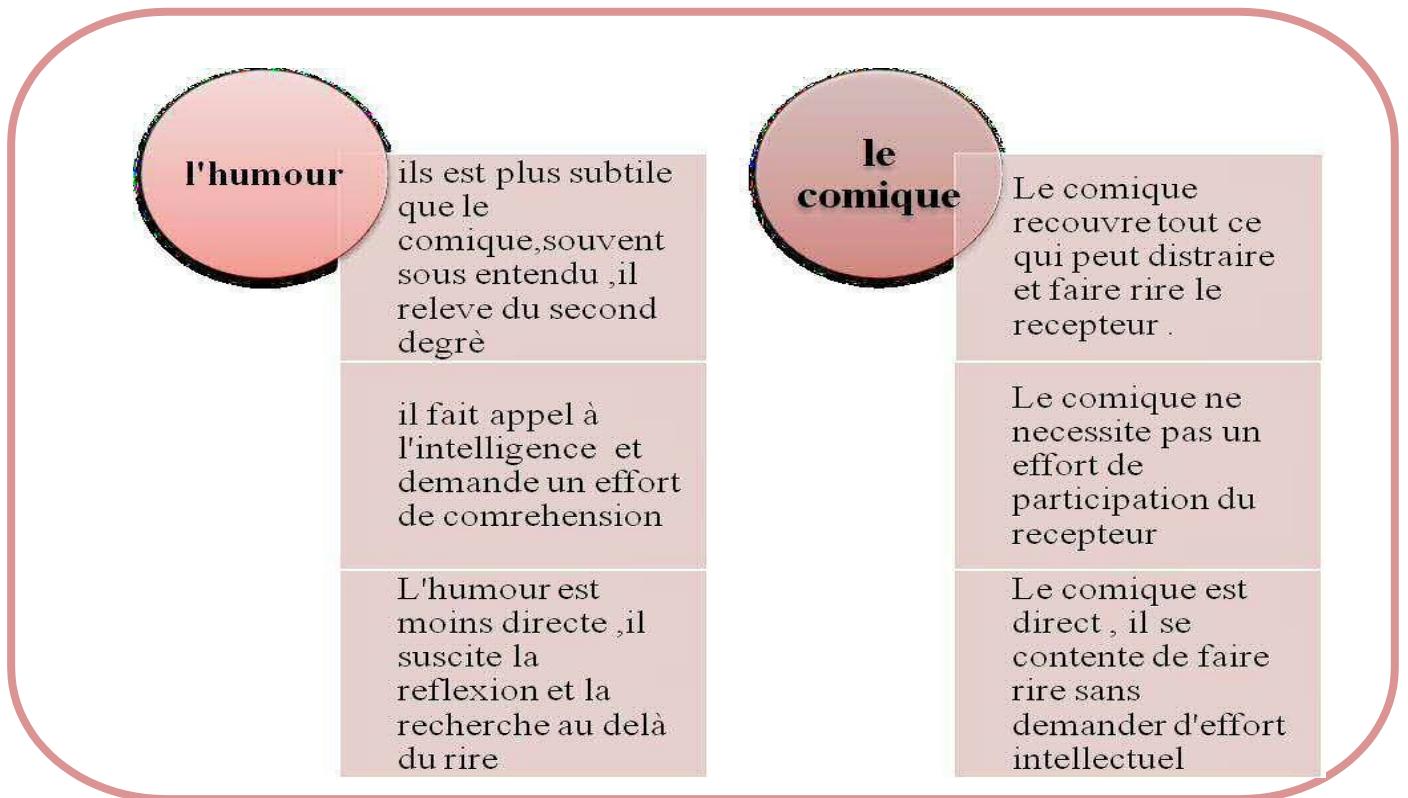 l'humour
ils est plus subtile
que le
comique,souvent
sous entendu ,il
releve du second
degrè
il fait appel à
l'intelligence et
demande un effort
de comrehension
L'humour est
moins directe ,il
suscite la
reflexion et la
recherche au delà
du rire
le
comique
Le comique
recouvre tout ce
qui peut distraire
et faire rire le
recepteur .
Le comique ne
necessite pas un
effort de
participation du
recepteur
Le comique est
direct , il se
contente de faire
rire sans
demander d'effort
intellectuel